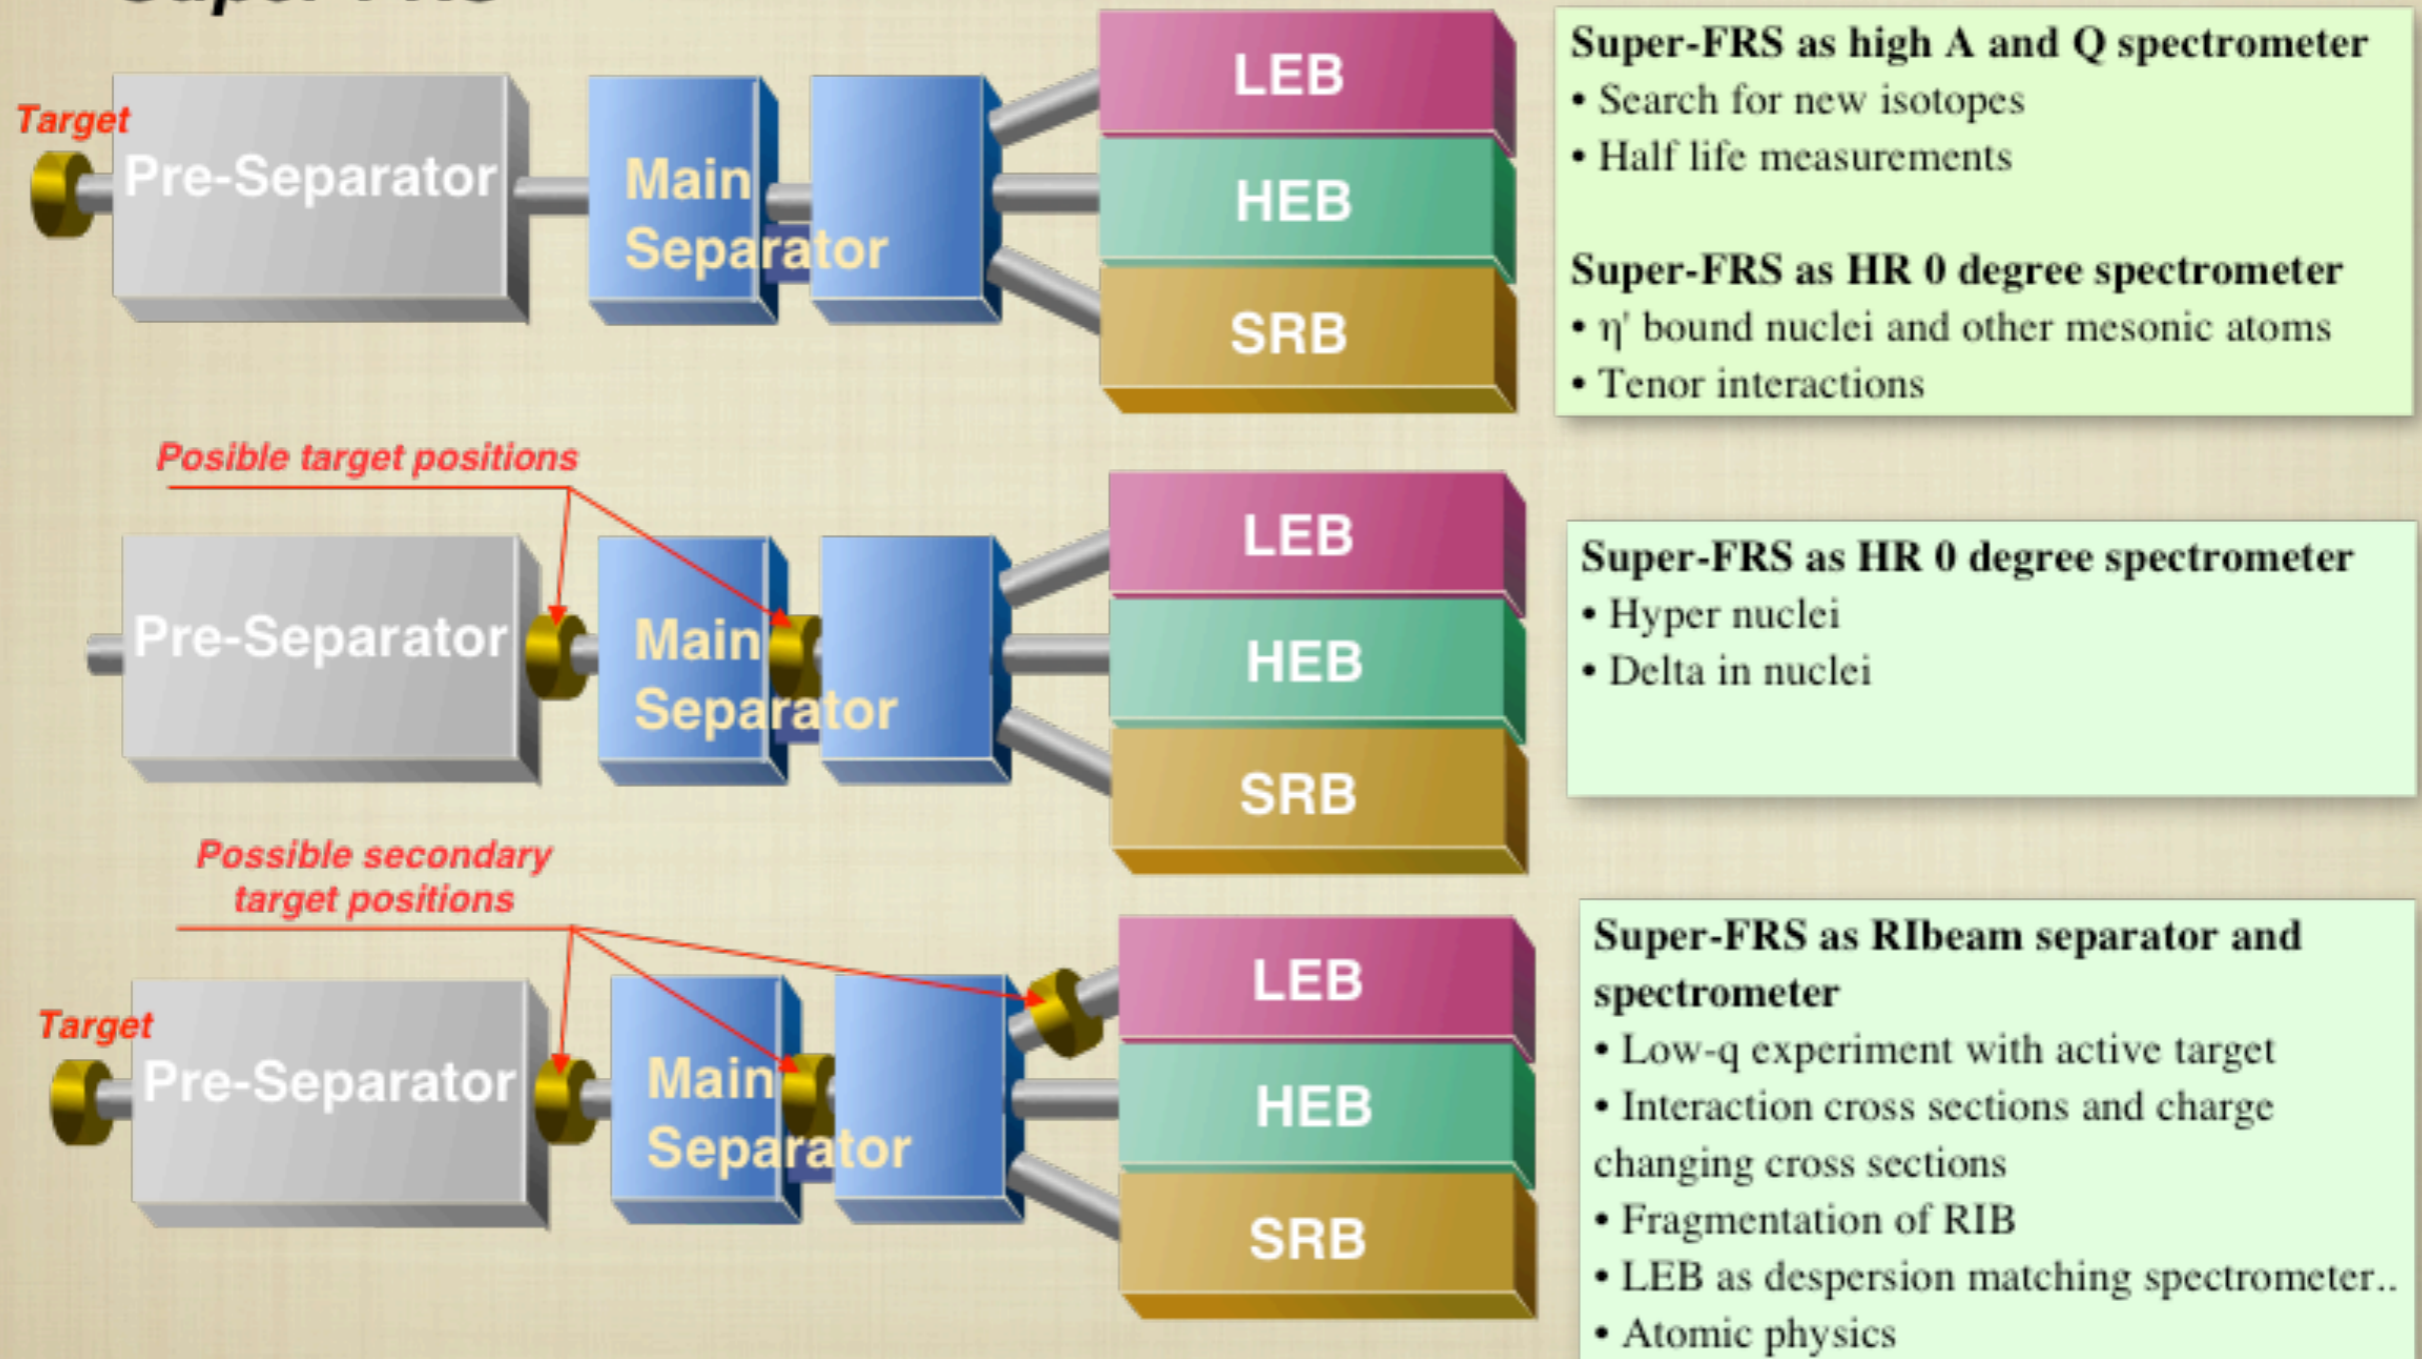 Super-FRS
Target
Pre-Separator
Main
Separator
LEB
HEB
SRB
Super-FRS as high A and Q spectrometer
• Search for new isotopes
• Half life measurements
Super-FRS as HR 0 degree spectrometer
• η' bound nuclei and other mesonic atoms
• Tenor interactions
Posible target positions
Pre-Separator
Main
Separator
LEB
HEB
SRB
Super-FRS as HR 0 degree spectrometer
• Hyper nuclei
• Delta in nuclei
Possible secondary
target positions
Target
Pre-Separator
Main
Separator
LEB
HEB
SRB
Super-FRS as RIbeam separator and
spectrometer
• Low-q experiment with active target
• Interaction cross sections and charge
changing cross sections
• Fragmentation of RIB
• LEB as despersion matching spectrometer..
• Atomic physics